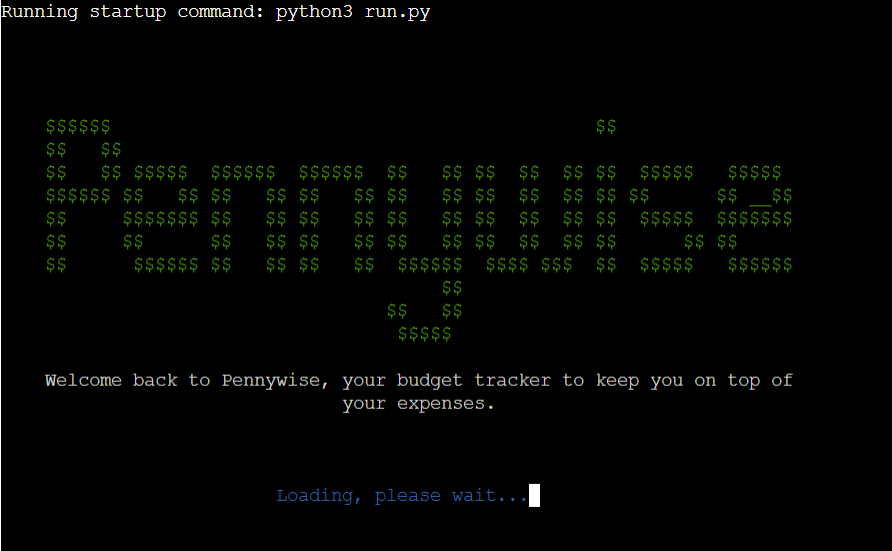 Running startup command: python3 run.py
Pennywise
Welcome back to Pennywise, your budget tracker to keep you on top of
your expenses.
Loading, please wait...